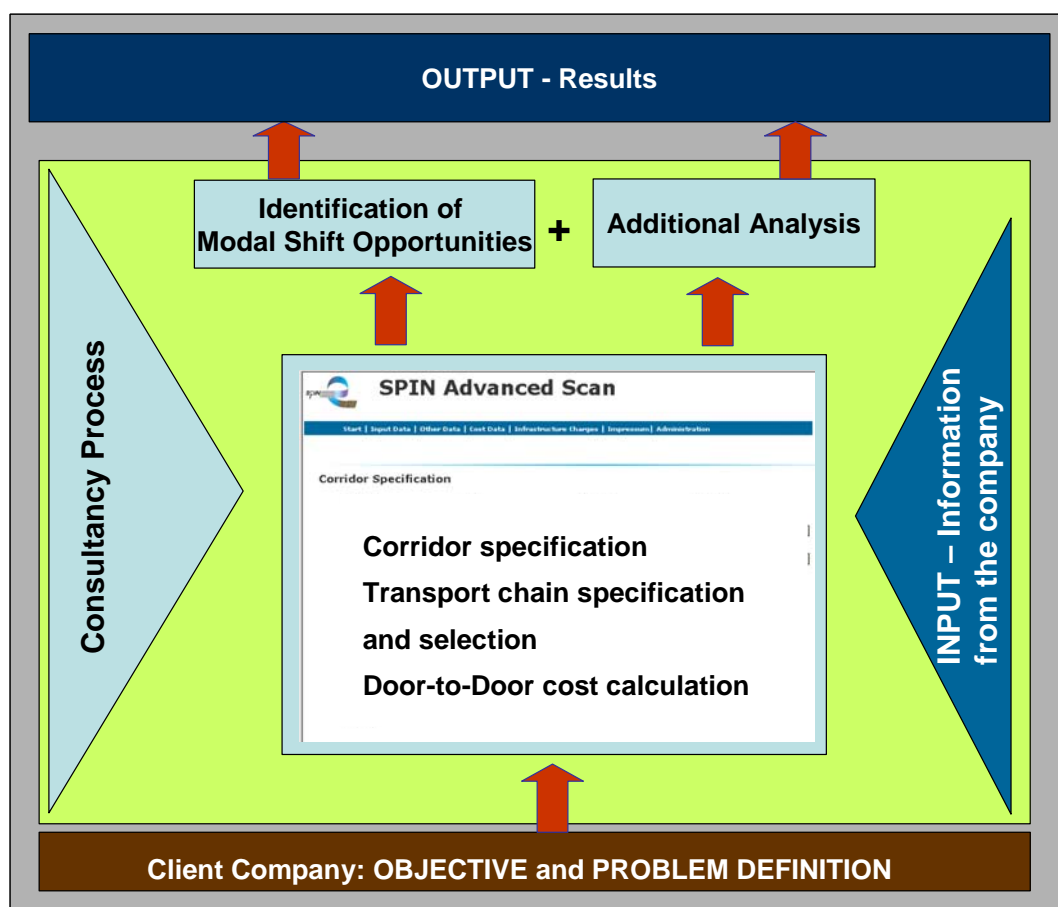 OUTPUT - Results
Identification of
Modal Shift Opportunities
+
Additional Analysis
Consultancy Process
INPUT – Information
from the company
spin
SPIN Advanced Scan
Start | Input Data | Other Data | Cost Data | Infrastructure Charges | Impressum| Administration
Corridor Specification
Corridor specification
Transport chain specification
and selection
Door-to-Door cost calculation
Client Company: OBJECTIVE and PROBLEM DEFINITION